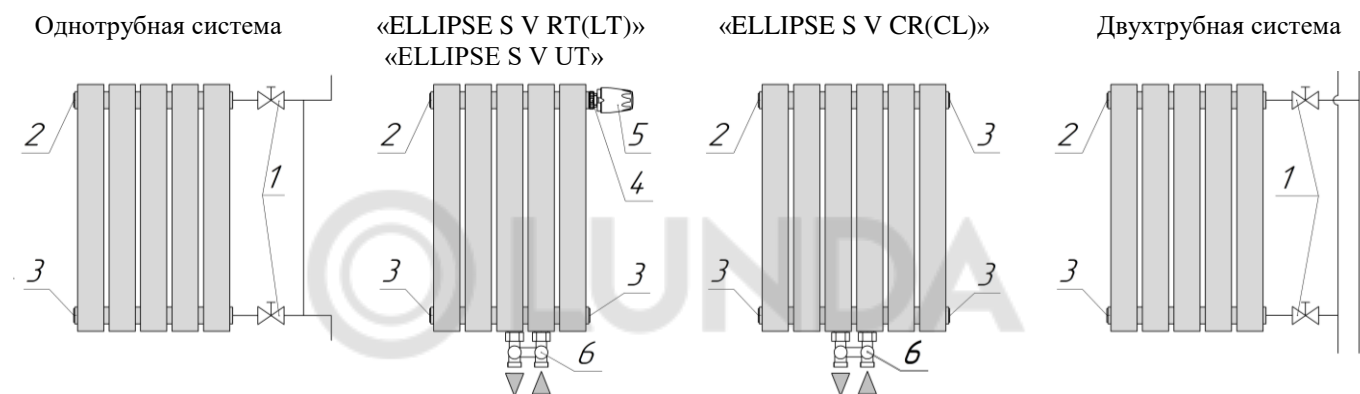 Однотрубная система
«ELLIPSE S V RT(LT)»
«ELLIPSE S V UT»
«ELLIPSE S V CR(CL)»
Двухтрубная система
2
1
3
2
5
4
3
3
6
2
3
3
3
6
2
1
3
LUNDA